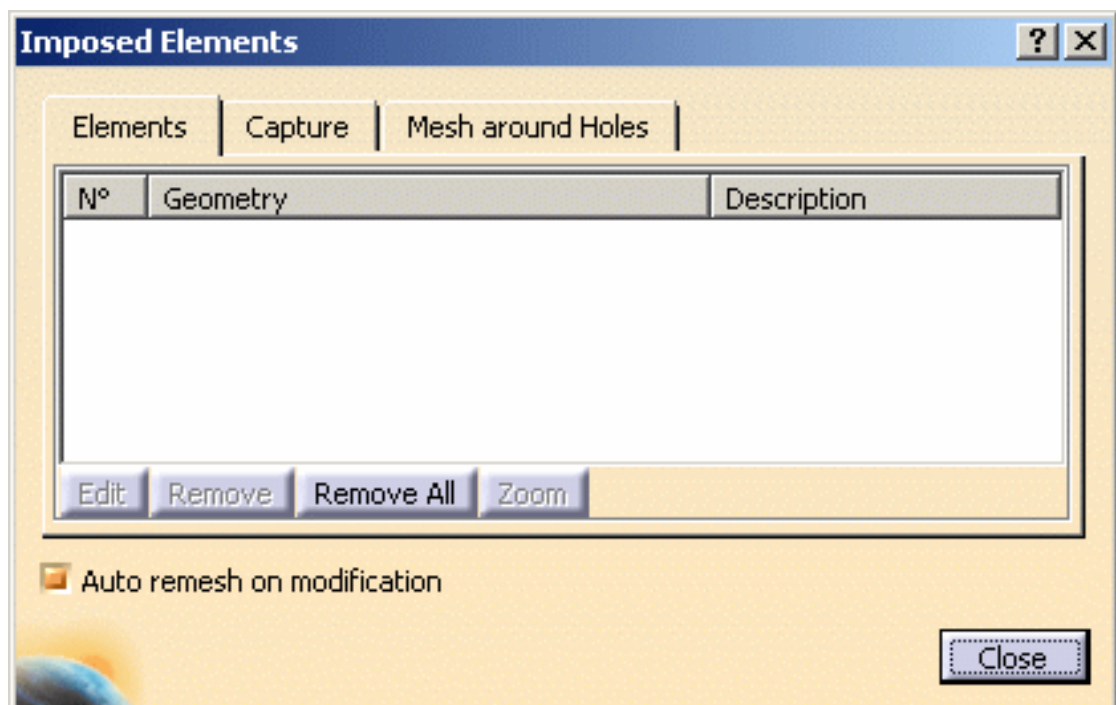 Imposed Elements ?
Elements Capture Mesh around Holes
Nº Geometry Description
Edit Remove Remove All Zoom
Auto remesh on modification
Close